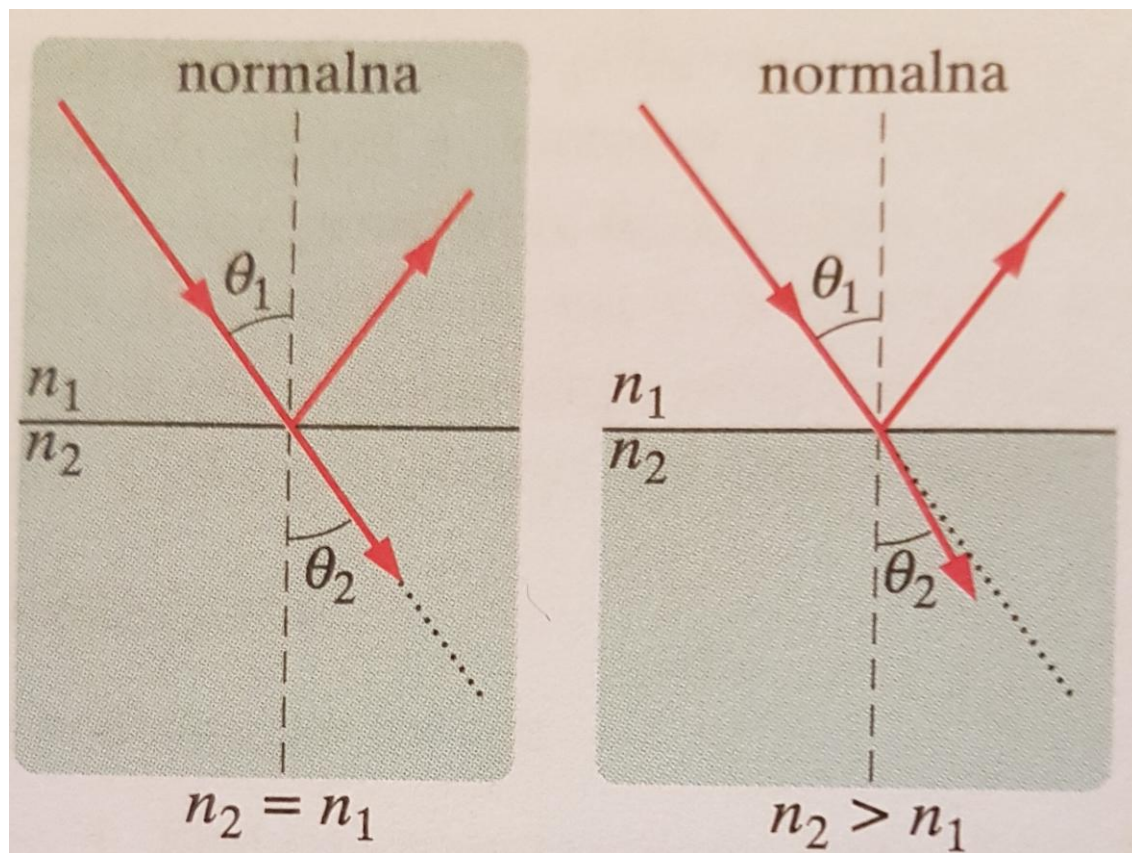 normalna
θ₁
n₁
n₂
θ₂
n₂ = n₁
normalna
θ₁
n₁
n₂
θ₂
n₂ > n₁